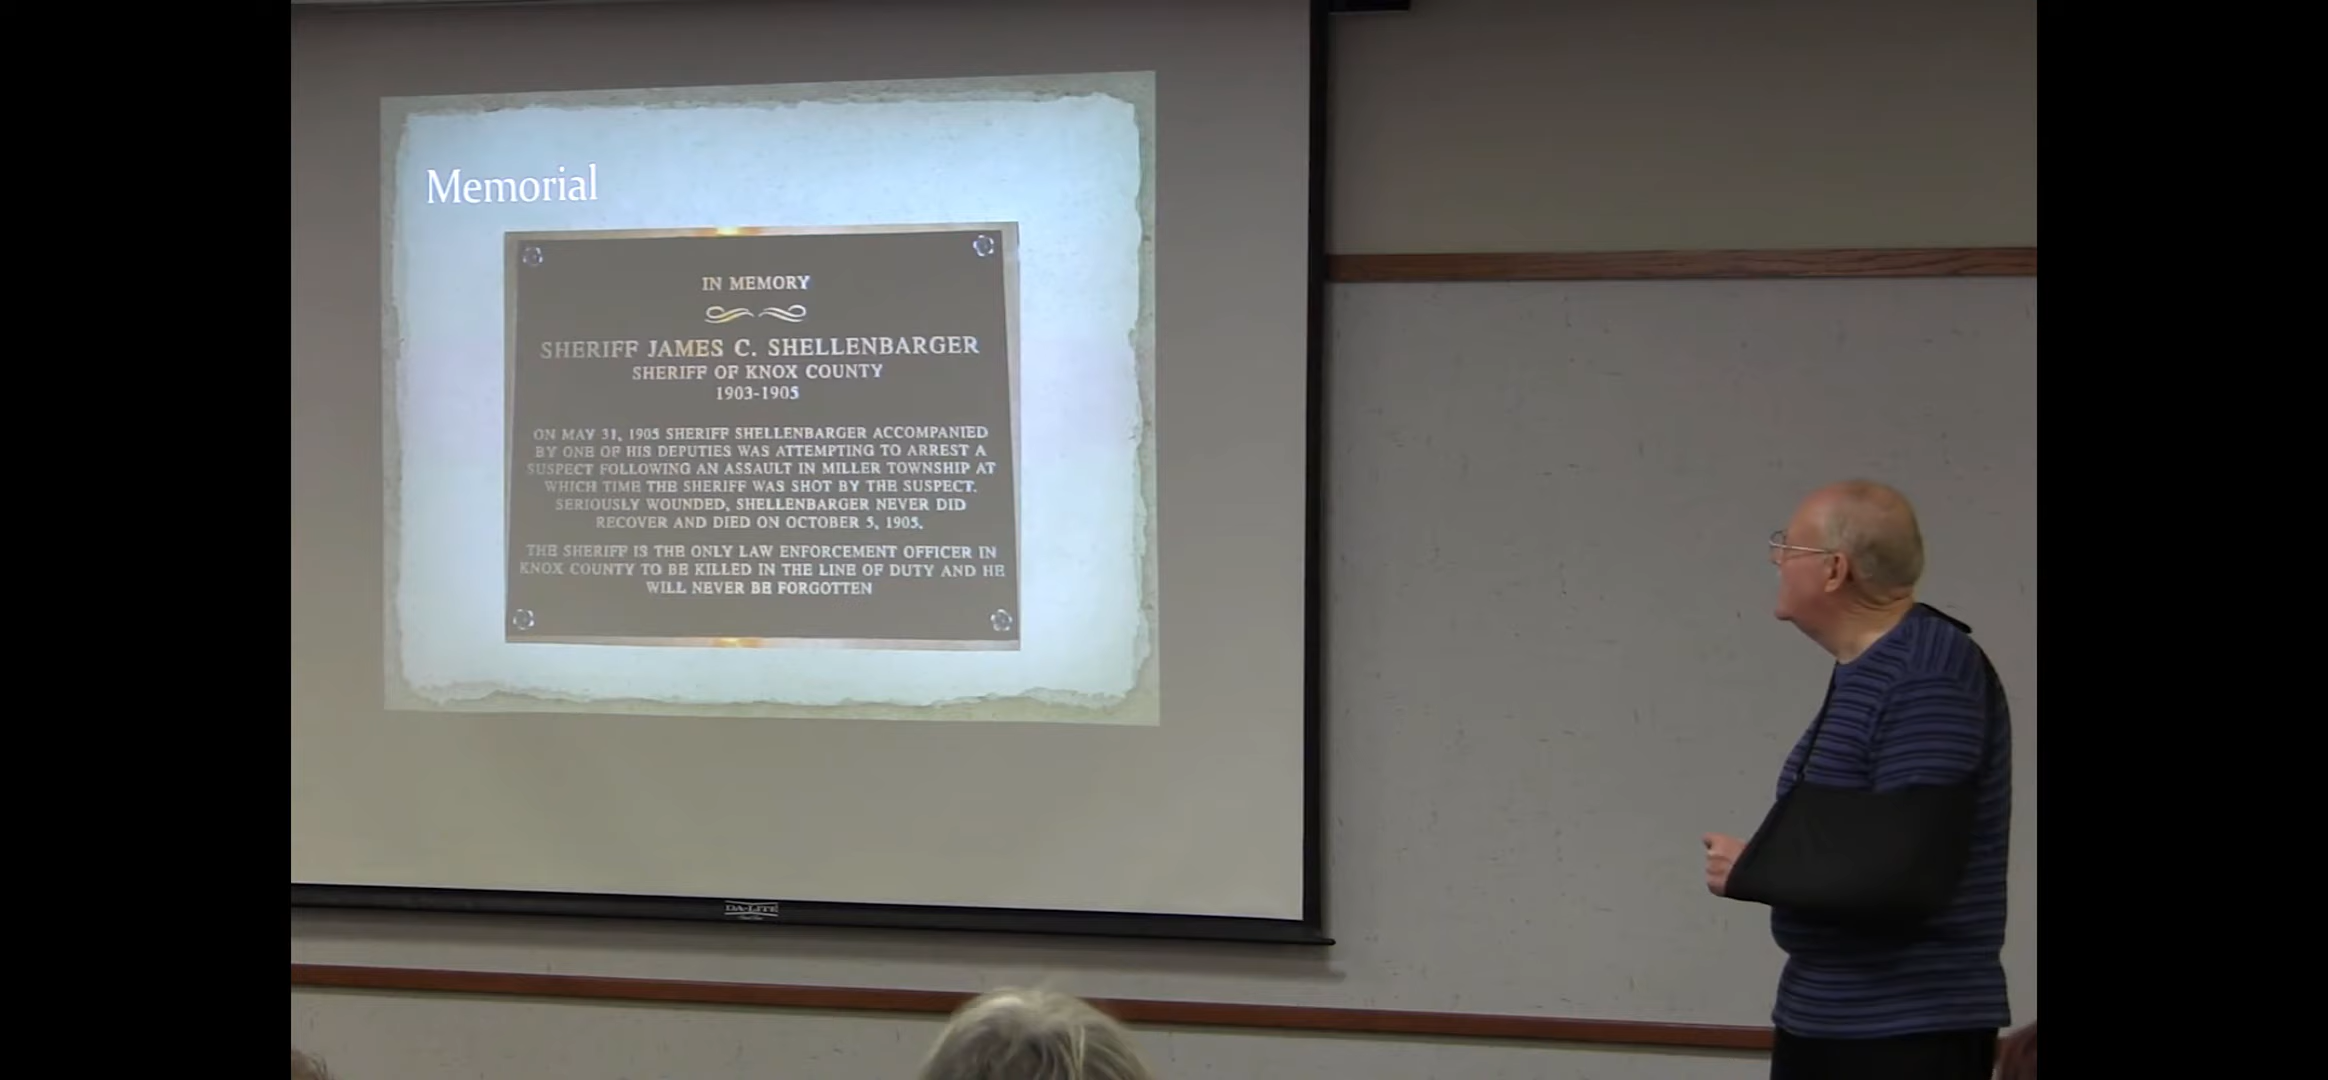 Memorial
IN MEMORY
SHERIFF JAMES C. SHELLENBARGER
SHERIFF OF KNOX COUNTY
1903-1905
ON MAY 31, 1905 SHERIFF SHELLENBARGER ACCOMPANIED
BY ONE OF HIS DEPUTIES WAS ATTEMPTING TO ARREST A
SUSPECT FOLLOWING AN ASSAULT IN MILLER TOWNSHIP AT
WHICH TIME THE SHERIFF WAS SHOT BY THE SUSPECT.
SERIOUSLY WOUNDED, SHELLENBARGER NEVER DID
RECOVER AND DIED ON OCTOBER 5, 1905.
THE SHERIFF IS THE ONLY LAW ENFORCEMENT OFFICER IN
KNOX COUNTY TO BE KILLED IN THE LINE OF DUTY AND HE
WILL NEVER BE FORGOTTEN
DA-LITE